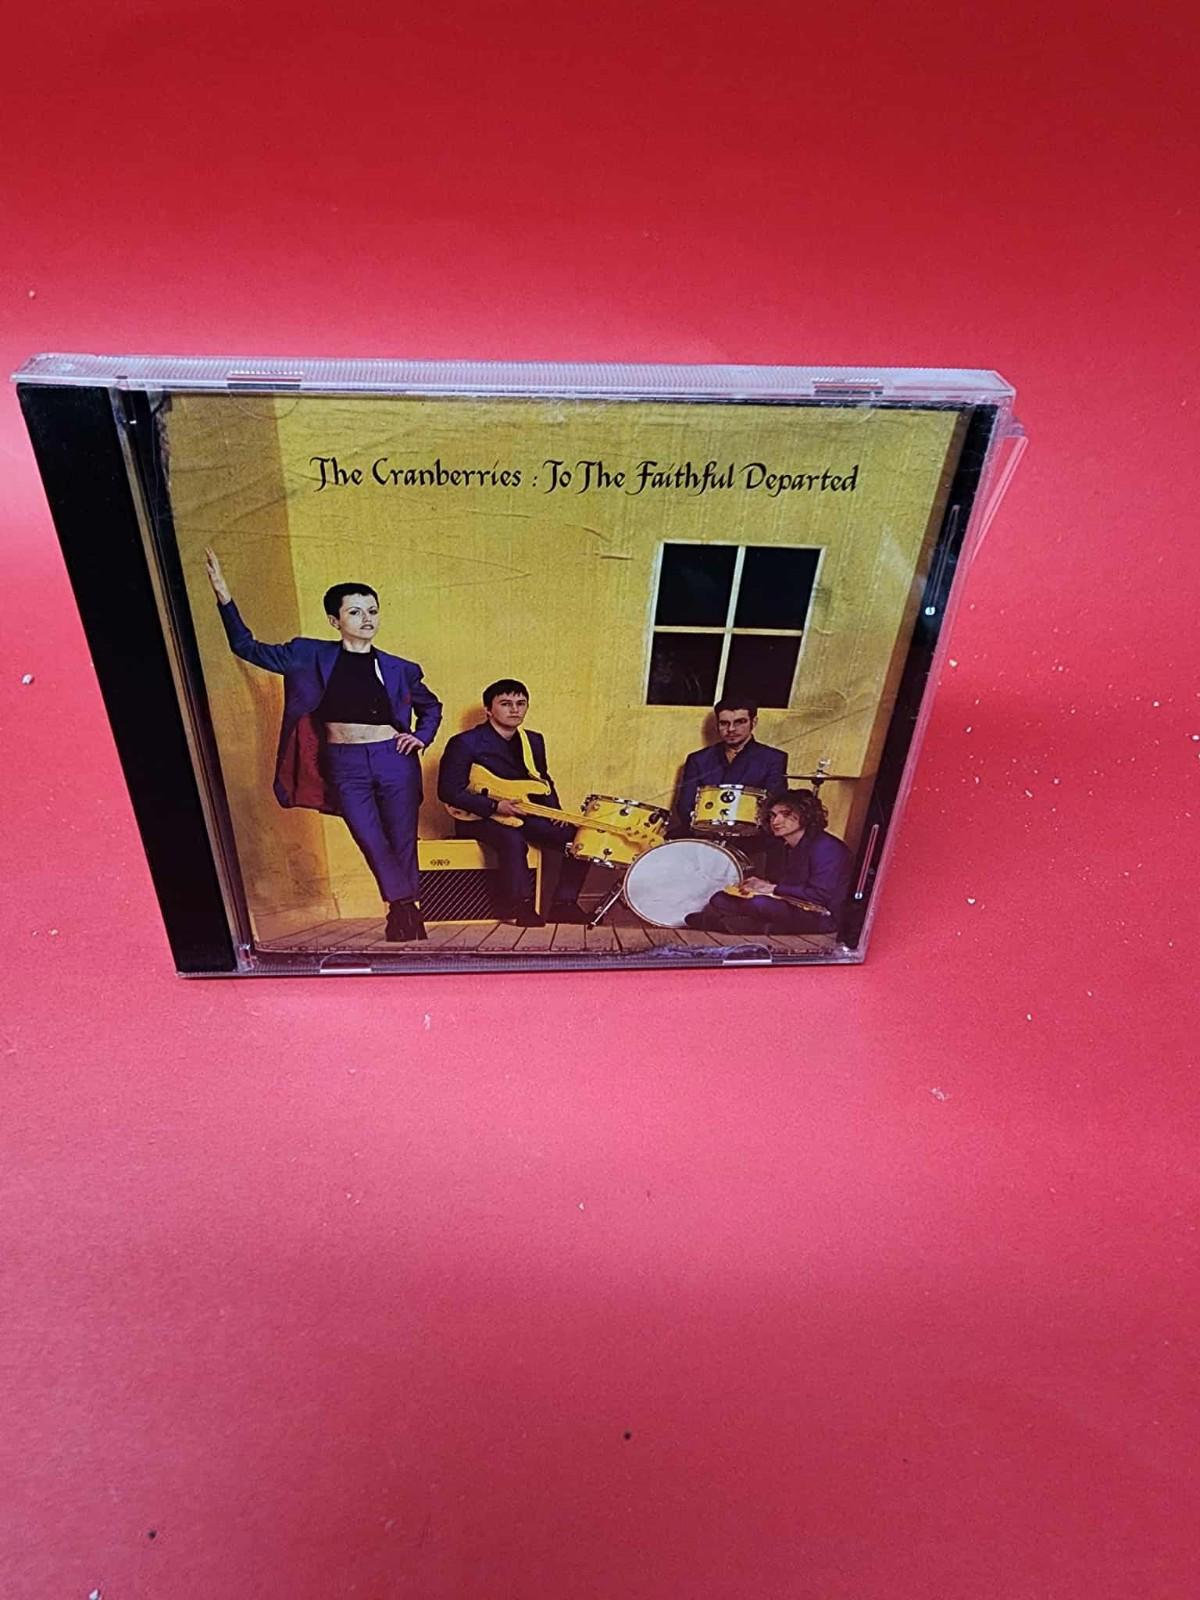 The Cranberries : To The Faithful Departed